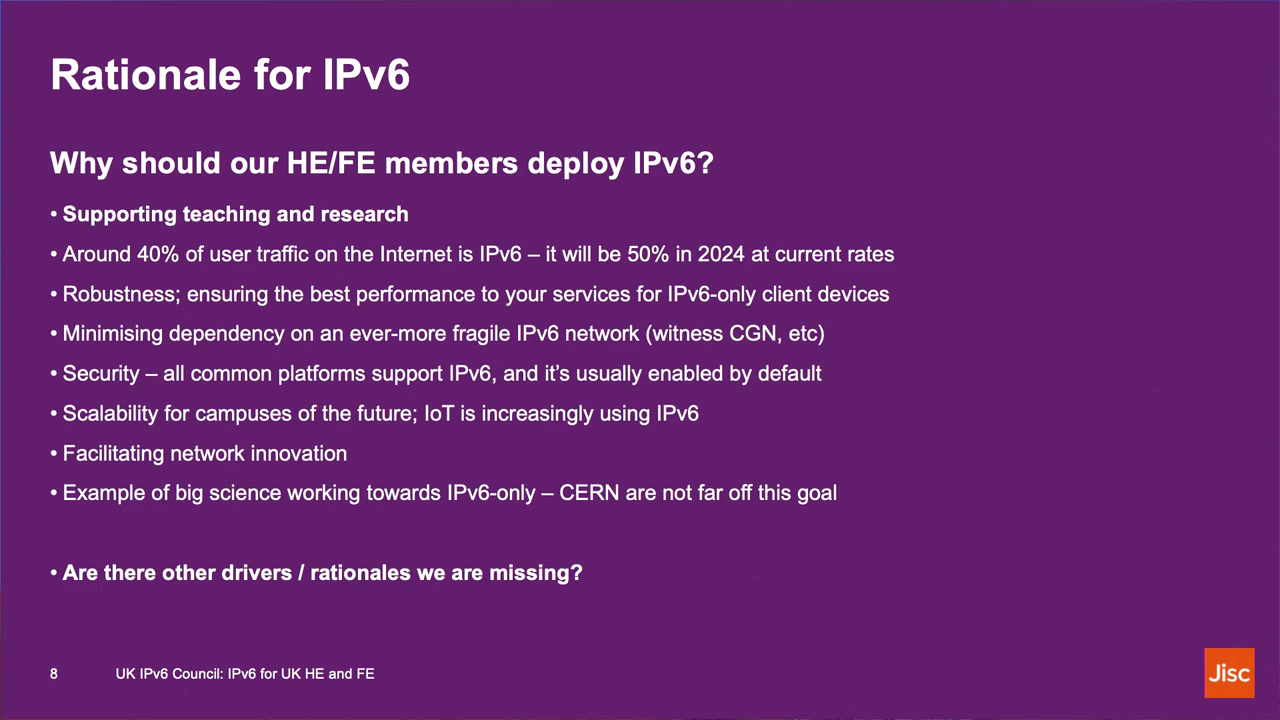 Rationale for IPv6
Why should our HE/FE members deploy IPv6?
• Supporting teaching and research
• Around 40% of user traffic on the Internet is IPv6 – it will be 50% in 2024 at current rates
• Robustness; ensuring the best performance to your services for IPv6-only client devices
• Minimising dependency on an ever-more fragile IPv6 network (witness CGN, etc)
• Security – all common platforms support IPv6, and it’s usually enabled by default
• Scalability for campuses of the future; IoT is increasingly using IPv6
• Facilitating network innovation
• Example of big science working towards IPv6-only – CERN are not far off this goal
• Are there other drivers / rationales we are missing?
8 UK IPv6 Council: IPv6 for UK HE and FE
Jisc